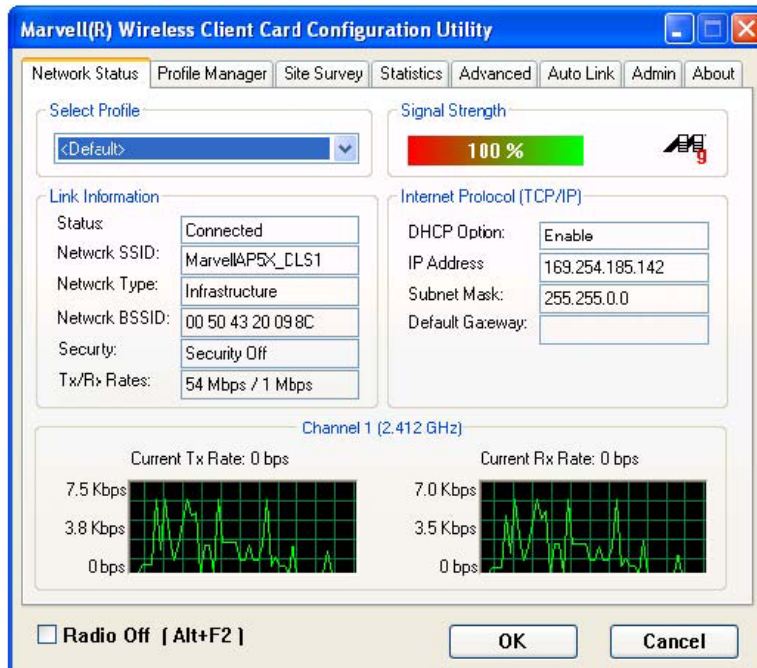 Marvell(R) Wireless Client Card Configuration Utility
Network Status Profile Manager Site Survey Statistics Advanced Auto Link Admin About
Select Profile
<Default>
Signal Strength
100 %
g
Link Information
Status:
Connected
Network SSID:
MarvellAP5X_CLS1
Network Type:
Infrastructure
Network BSSID:
00 50 43 20 09 8C
Security:
Security Off
Tx/Rx Rates:
54 Mbps / 1 Mbps
Internet Protocol (TCP/IP)
DHCP Option:
Enable
IP Address
169.254.185.142
Subnet Mask:
255.255.0.0
Default Gateway:
Channel 1 (2.412 GHz)
Current Tx Rate: 0 bps
7.5 Kbps
3.8 Kbps
0 bps
Current Rx Rate: 0 bps
7.0 Kbps
3.5 Kbps
0 bps
Radio Off ( Alt+F2 )
OK
Cancel